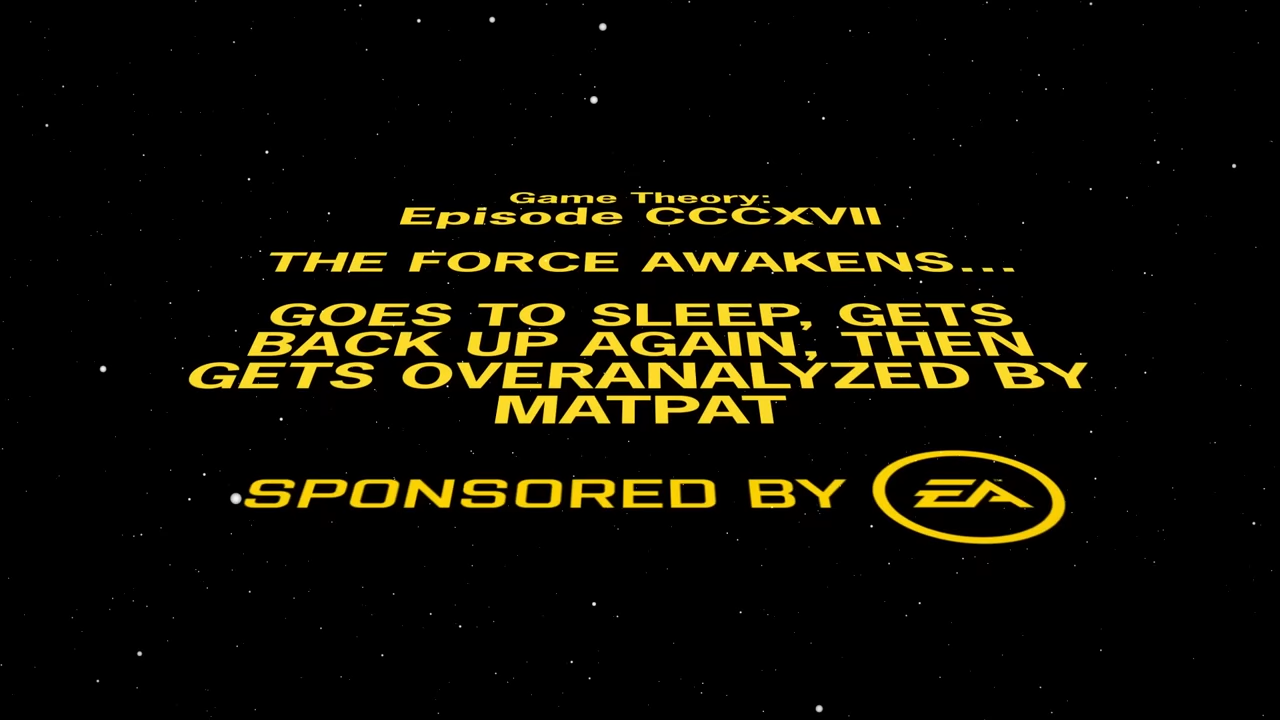 Game Theory:
Episode CCCXVII
THE FORCE AWAKENS...
GOES TO SLEEP, GETS
BACK UP AGAIN, THEN
GETS OVERANALYZED BY
MATPAT
SPONSORED BY EA